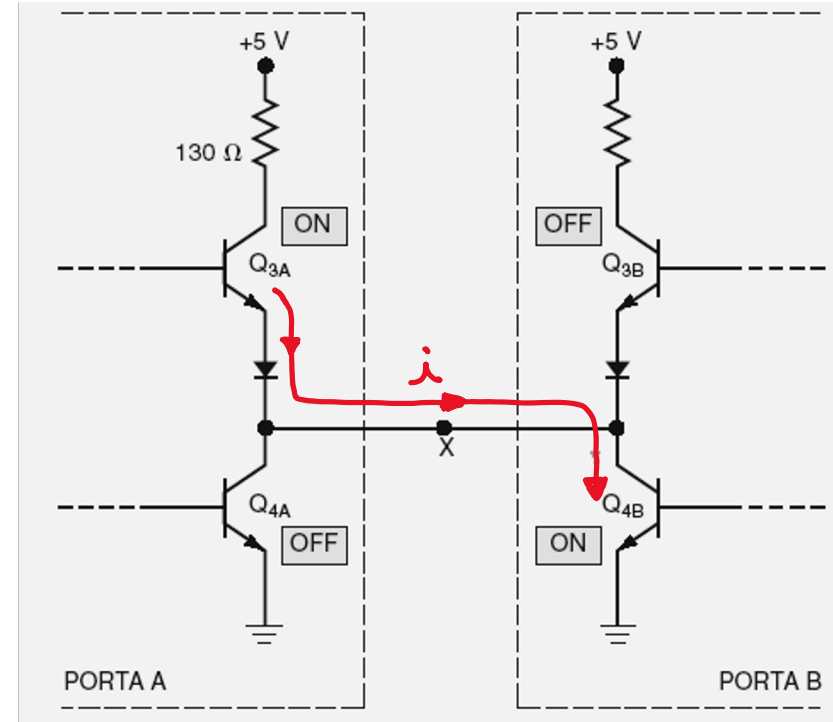 +5 V
+5 V
130 Ω
ON
OFF
Q3A
Q3B
i
X
Q4A
Q4B
OFF
ON
PORTA A
PORTA B